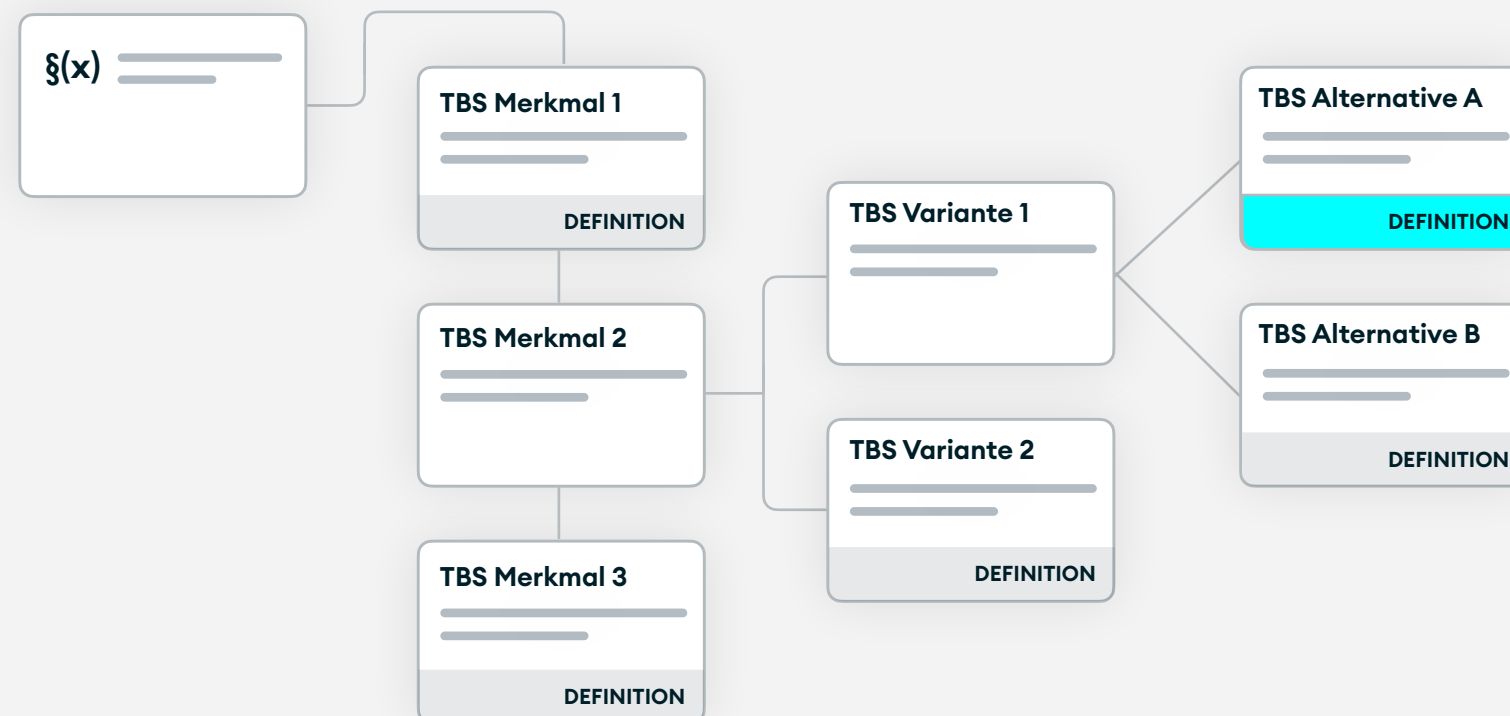 §(x)
TBS Merkmal 1
DEFINITION
TBS Merkmal 2
TBS Merkmal 3
DEFINITION
TBS Variante 1
TBS Variante 2
DEFINITION
TBS Alternative A
DEFINITION
TBS Alternative B
DEFINITION